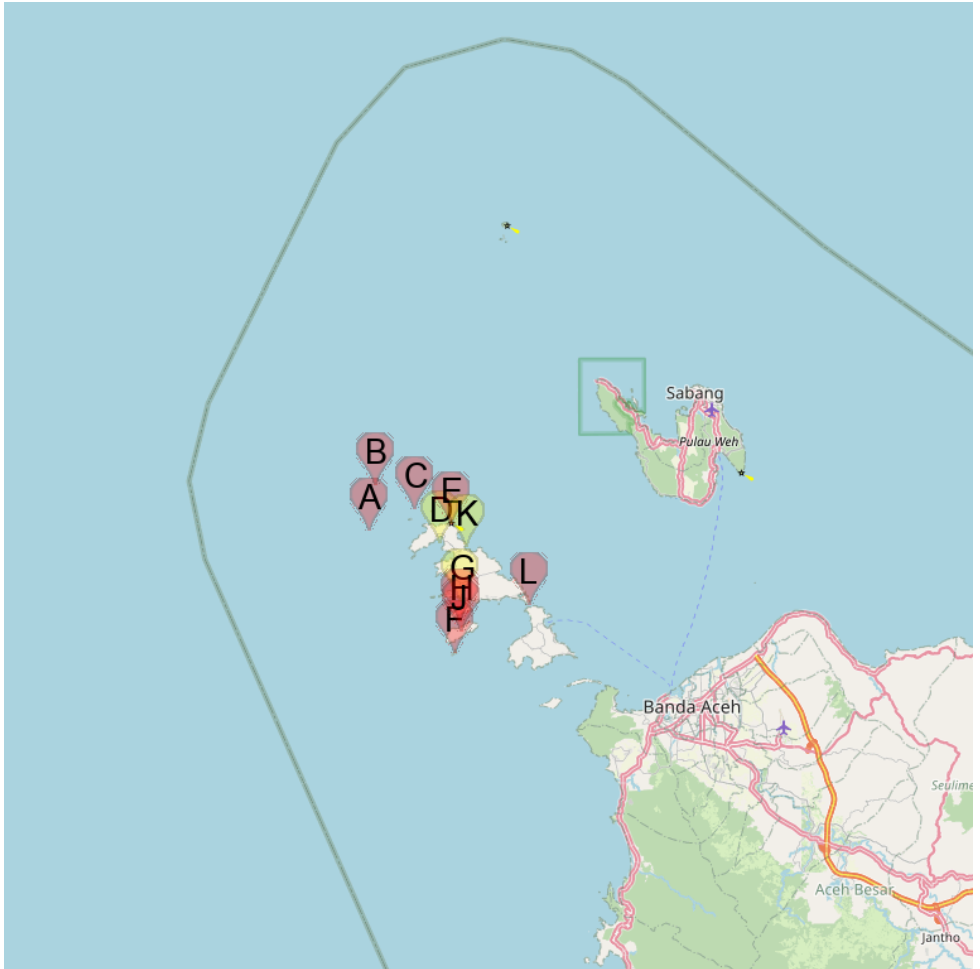 Sabang
B
Pulau Weh
C
E
A
D
K
G
L
H
J
F
Banda Aceh
Seulime
Aceh Besar
Jantho